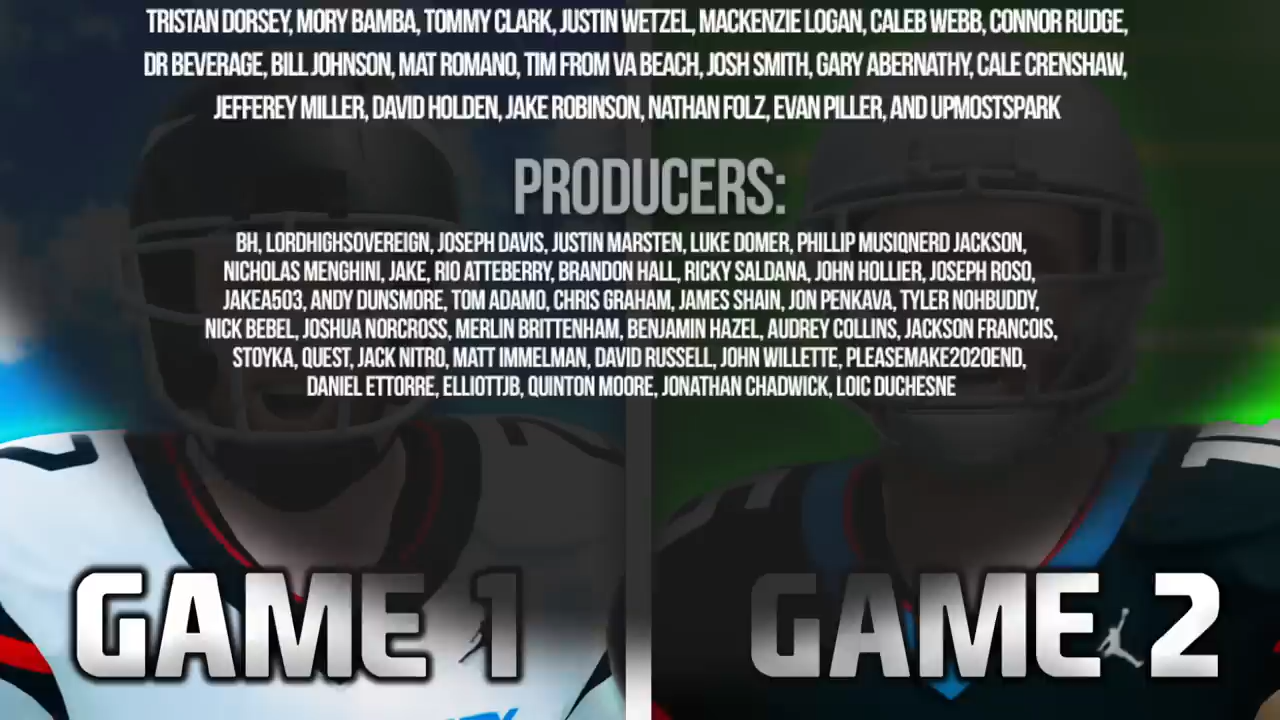 TRISTAN DORSEY, MORY BAMBA, TOMMY CLARK, JUSTIN WETZEL, MACKENZIE LOGAN, CALEB WEBB, CONNOR RUDGE,
DR BEVERAGE, BILL JOHNSON, MAT ROMANO, TIM FROM VA BEACH, JOSH SMITH, GARY ABERNATHY, CALE CRENSHAW,
JEFFEREY MILLER, DAVID HOLDEN, JAKE ROBINSON, NATHAN FOLZ, EVAN PILLER, AND UPMOSTSPARK
PRODUCERS:
BH, LORDHIGHSOVEREIGN, JOSEPH DAVIS, JUSTIN MARSTEN, LUKE DOMER, PHILLIP MUSIQNERD JACKSON,
NICHOLAS MENGHINI, JAKE, RIO ATTEBERRY, BRANDON HALL, RICKY SALDANA, JOHN HOLLIER, JOSEPH ROSO,
JAKEA503, ANDY DUNSMORE, TOM ADAMO, CHRIS GRAHAM, JAMES SHAIN, JON PENKAVA, TYLER NOHBUDDY,
NICK BEBEL, JOSHUA NORCROSS, MERLIN BRITTENHAM, BENJAMIN HAZEL, AUDREY COLLINS, JACKSON FRANCOIS,
STOYKA, QUEST, JACK NITRO, MATT IMMELMAN, DAVID RUSSELL, JOHN WILLETTE, PLEASEMAKE2020END,
DANIEL ETTORRE, ELLIOTTJB, QUINTON MOORE, JONATHAN CHADWICK, LOIC DUCHESNE
GAME 1
GAME 2